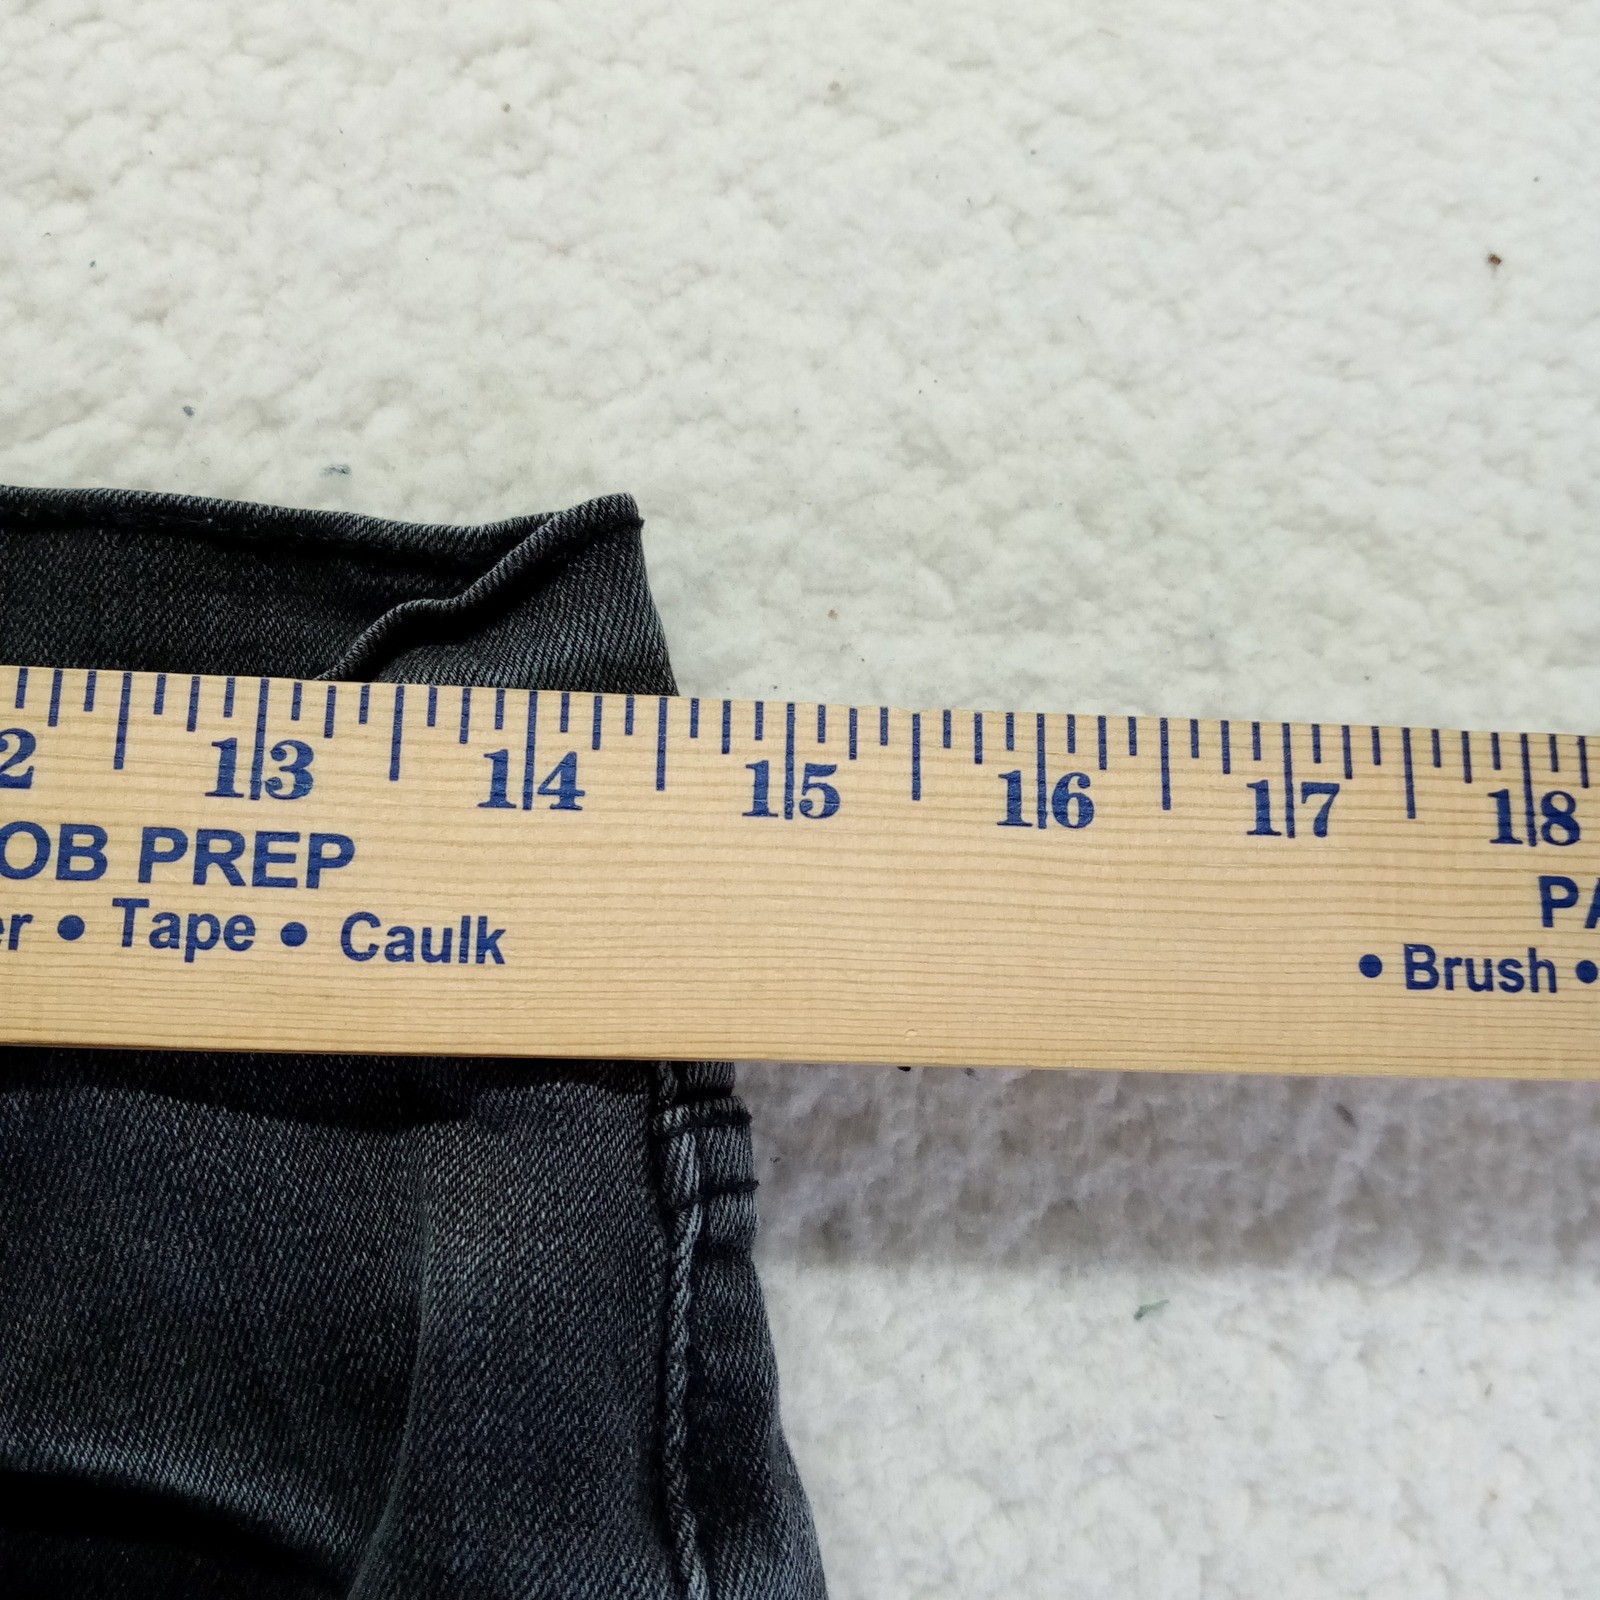 2 13 14 15 16 17 18
OB PREP
er • Tape • Caulk
PA
• Brush •